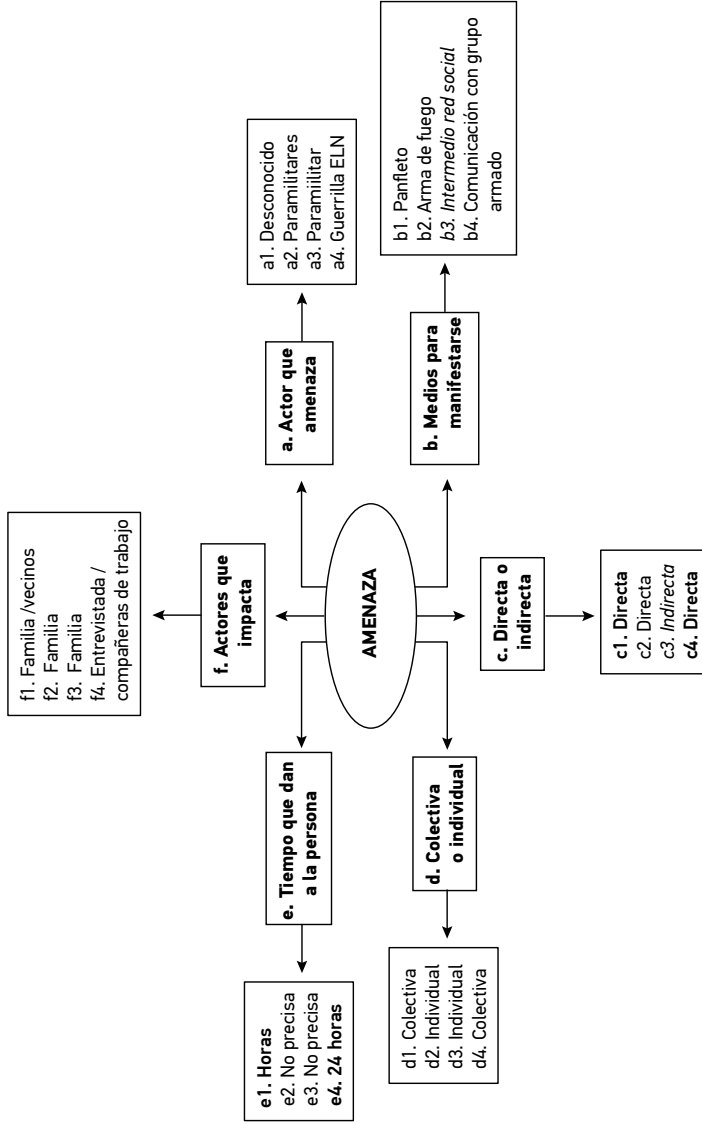 AMENAZA
a. Actor que
amenaza
a1. Desconocido
a2. Paramilitares
a3. Paramiilitar
a4. Guerrilla ELN
b. Medios para
manifestarse
b1. Panfleto
b2. Arma de fuego
b3. Intermedio red social
b4. Comunicación con grupo
armado
c. Directa o
indirecta
c1. Directa
c2. Directa
c3. Indirecta
c4. Directa
d. Colectiva
o individual
d1. Colectiva
d2. Individual
d3. Individual
d4. Colectiva
e. Tiempo que dan
a la persona
e1. Horas
e2. No precisa
e3. No precisa
e4. 24 horas
f. Actores que
impacta
f1. Familia /vecinos
f2. Familia
f3. Familia
f4. Entrevistada /
compañeras de trabajo